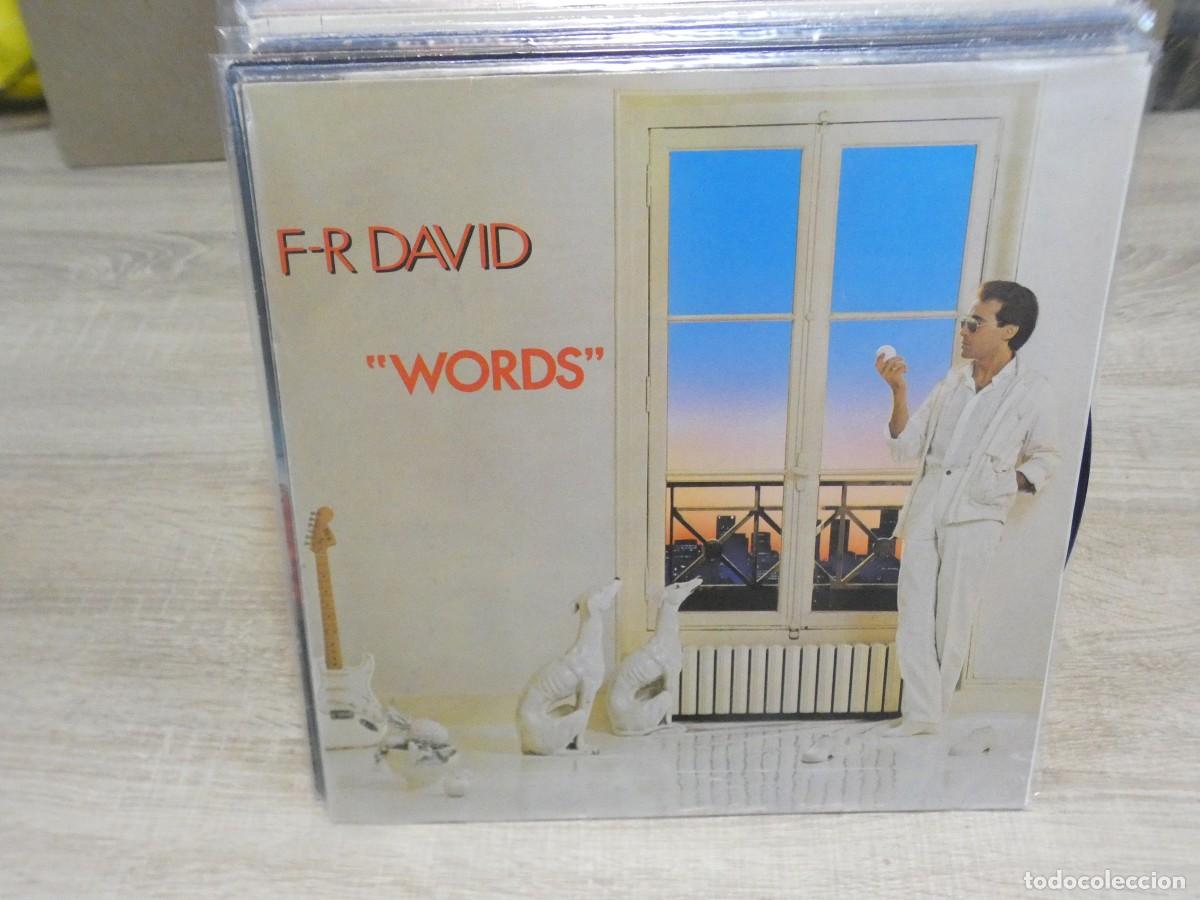 F-R DAVID
“WORDS”
todocoleccion